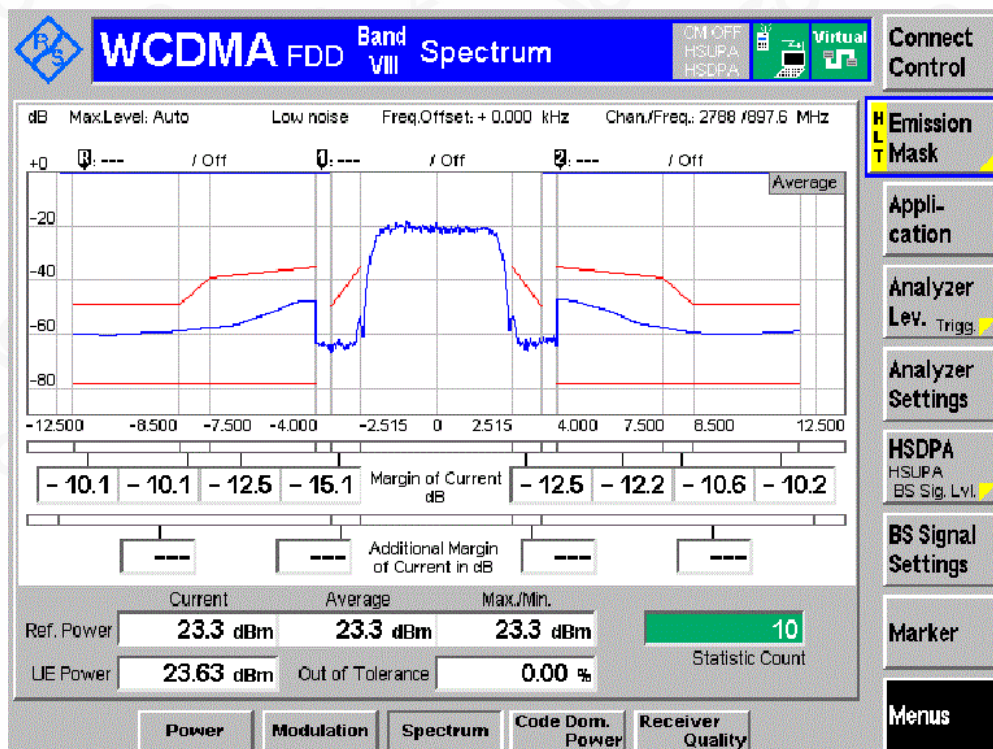 R/S
WCDMA FDD Band VIII Spectrum
CM OFF
HSUPA
HSDPA
Virtual
Connect Control
dB Max.Level: Auto Low noise Freq.Offset: + 0.000 kHz Chan./Freq.: 2788 /897.6 MHz
HLT
Emission Mask
R: --- / Off 1: --- / Off 2: --- / Off
Average
+0
-20
-40
-60
-80
-12.500 -8.500 -7.500 -4.000 -2.515 0 2.515 4.000 7.500 8.500 12.500
Appli-
cation
Analyzer
Lev. Trigg.
Analyzer
Settings
HSDPA
HSUPA
BS Sig. Lvl.
- 10.1 - 10.1 - 12.5 - 15.1 Margin of Current dB - 12.5 - 12.2 - 10.6 - 10.2
BS Signal
Settings
--- --- Additional Margin of Current in dB --- ---
Current Average Max./Min.
Ref. Power 23.3 dBm 23.3 dBm 23.3 dBm 10
Statistic Count
UE Power 23.63 dBm Out of Tolerance 0.00 %
Marker
Menus
Power Modulation Spectrum Code Dom. Power Receiver Quality